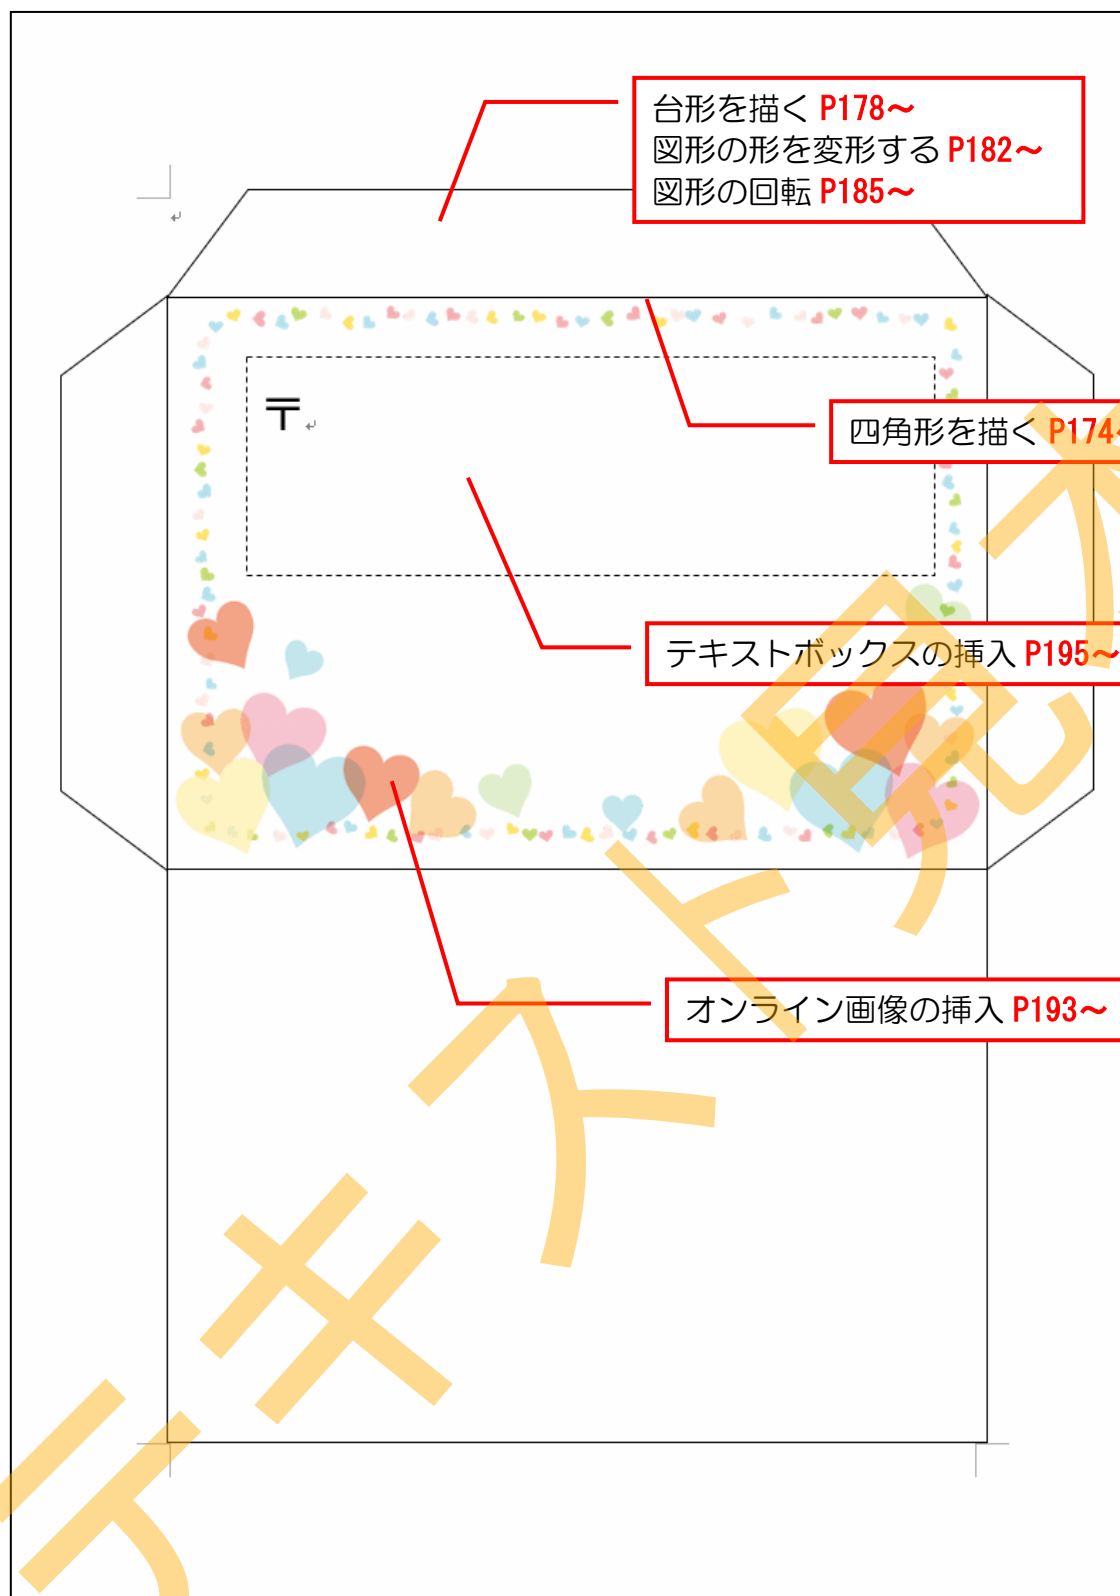 台形を描く P178～
図形の形を変形する P182～
図形の回転 P185～
〒
四角形を描く P174
テキストボックスの挿入 P195～
オンライン画像の挿入 P193～
テキスト見本